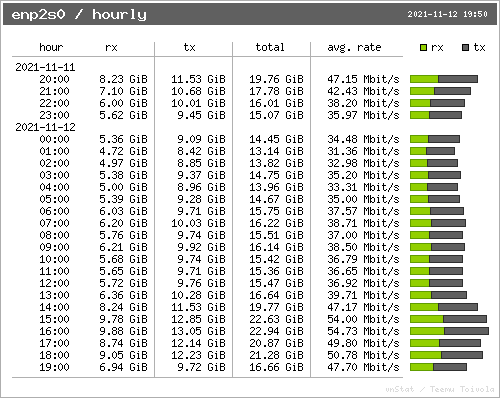 enp2s0 / hourly 2021-11-12 19:50
hour rx tx total avg. rate rx tx
2021-11-11
20:00 8.23 GiB 11.53 GiB 19.76 GiB 47.15 Mbit/s
21:00 7.10 GiB 10.68 GiB 17.78 GiB 42.43 Mbit/s
22:00 6.00 GiB 10.01 GiB 16.01 GiB 38.20 Mbit/s
23:00 5.62 GiB 9.45 GiB 15.07 GiB 35.97 Mbit/s
2021-11-12
00:00 5.36 GiB 9.09 GiB 14.45 GiB 34.48 Mbit/s
01:00 4.72 GiB 8.42 GiB 13.14 GiB 31.36 Mbit/s
02:00 4.97 GiB 8.85 GiB 13.82 GiB 32.98 Mbit/s
03:00 5.38 GiB 9.37 GiB 14.75 GiB 35.20 Mbit/s
04:00 5.00 GiB 8.96 GiB 13.96 GiB 33.31 Mbit/s
05:00 5.39 GiB 9.28 GiB 14.67 GiB 35.00 Mbit/s
06:00 6.03 GiB 9.71 GiB 15.75 GiB 37.57 Mbit/s
07:00 6.20 GiB 10.03 GiB 16.22 GiB 38.71 Mbit/s
08:00 5.76 GiB 9.74 GiB 15.51 GiB 37.00 Mbit/s
09:00 6.21 GiB 9.92 GiB 16.14 GiB 38.50 Mbit/s
10:00 5.68 GiB 9.74 GiB 15.42 GiB 36.79 Mbit/s
11:00 5.65 GiB 9.71 GiB 15.36 GiB 36.65 Mbit/s
12:00 5.72 GiB 9.76 GiB 15.47 GiB 36.92 Mbit/s
13:00 6.36 GiB 10.28 GiB 16.64 GiB 39.71 Mbit/s
14:00 8.24 GiB 11.53 GiB 19.77 GiB 47.17 Mbit/s
15:00 9.78 GiB 12.85 GiB 22.63 GiB 54.00 Mbit/s
16:00 9.88 GiB 13.05 GiB 22.94 GiB 54.73 Mbit/s
17:00 8.74 GiB 12.14 GiB 20.87 GiB 49.80 Mbit/s
18:00 9.05 GiB 12.23 GiB 21.28 GiB 50.78 Mbit/s
19:00 6.94 GiB 9.72 GiB 16.66 GiB 47.70 Mbit/s
vnStat / Teemu Toivola